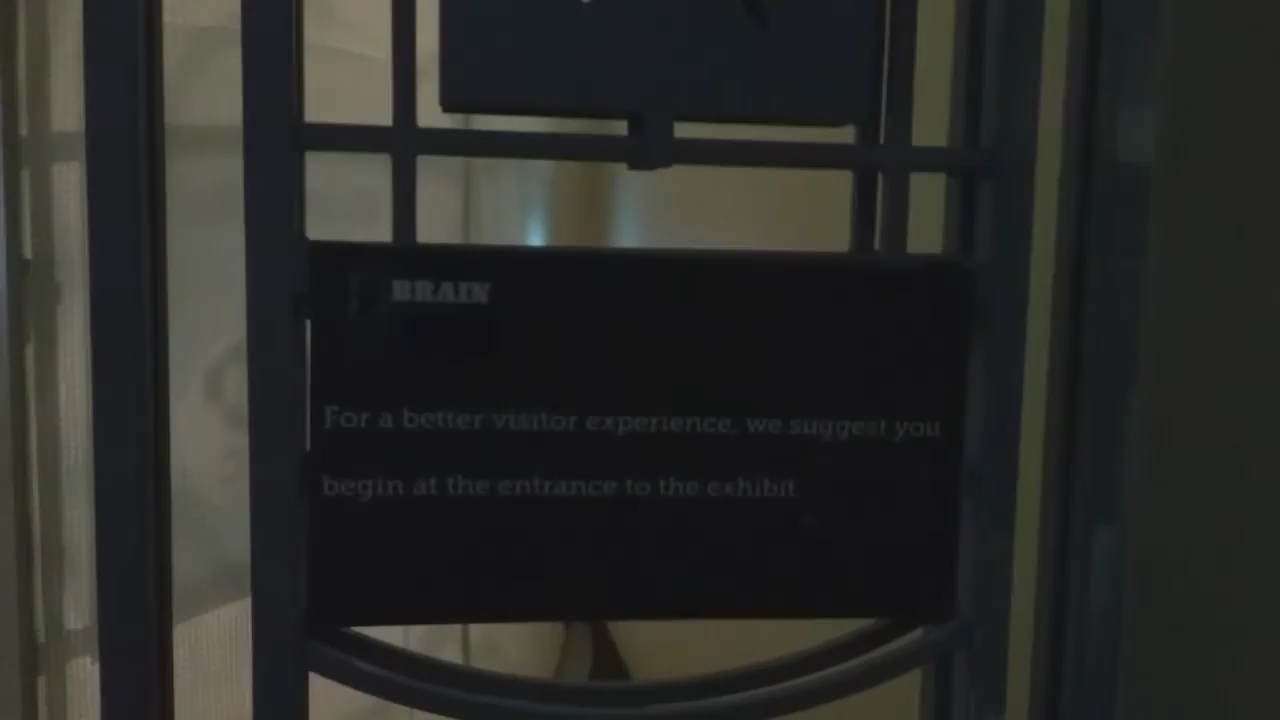 BRAIN
For a better visitor experience, we suggest you
begin at the entrance to the exhibit